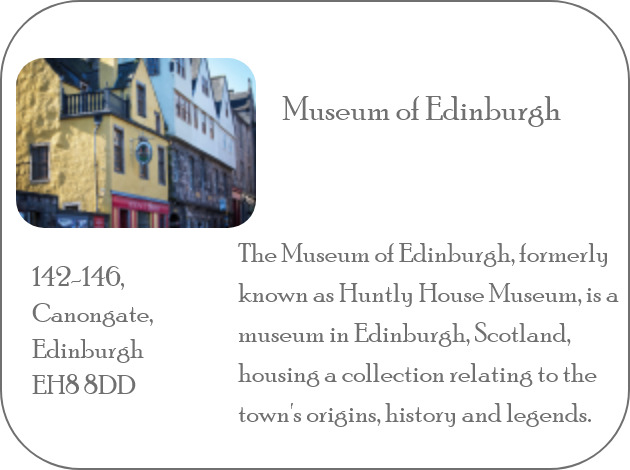 Museum of Edinburgh
142-146,
Canongate,
Edinburgh
EH8 8DD
The Museum of Edinburgh, formerly
known as Huntly House Museum, is a
museum in Edinburgh, Scotland,
housing a collection relating to the
town's origins, history and legends.